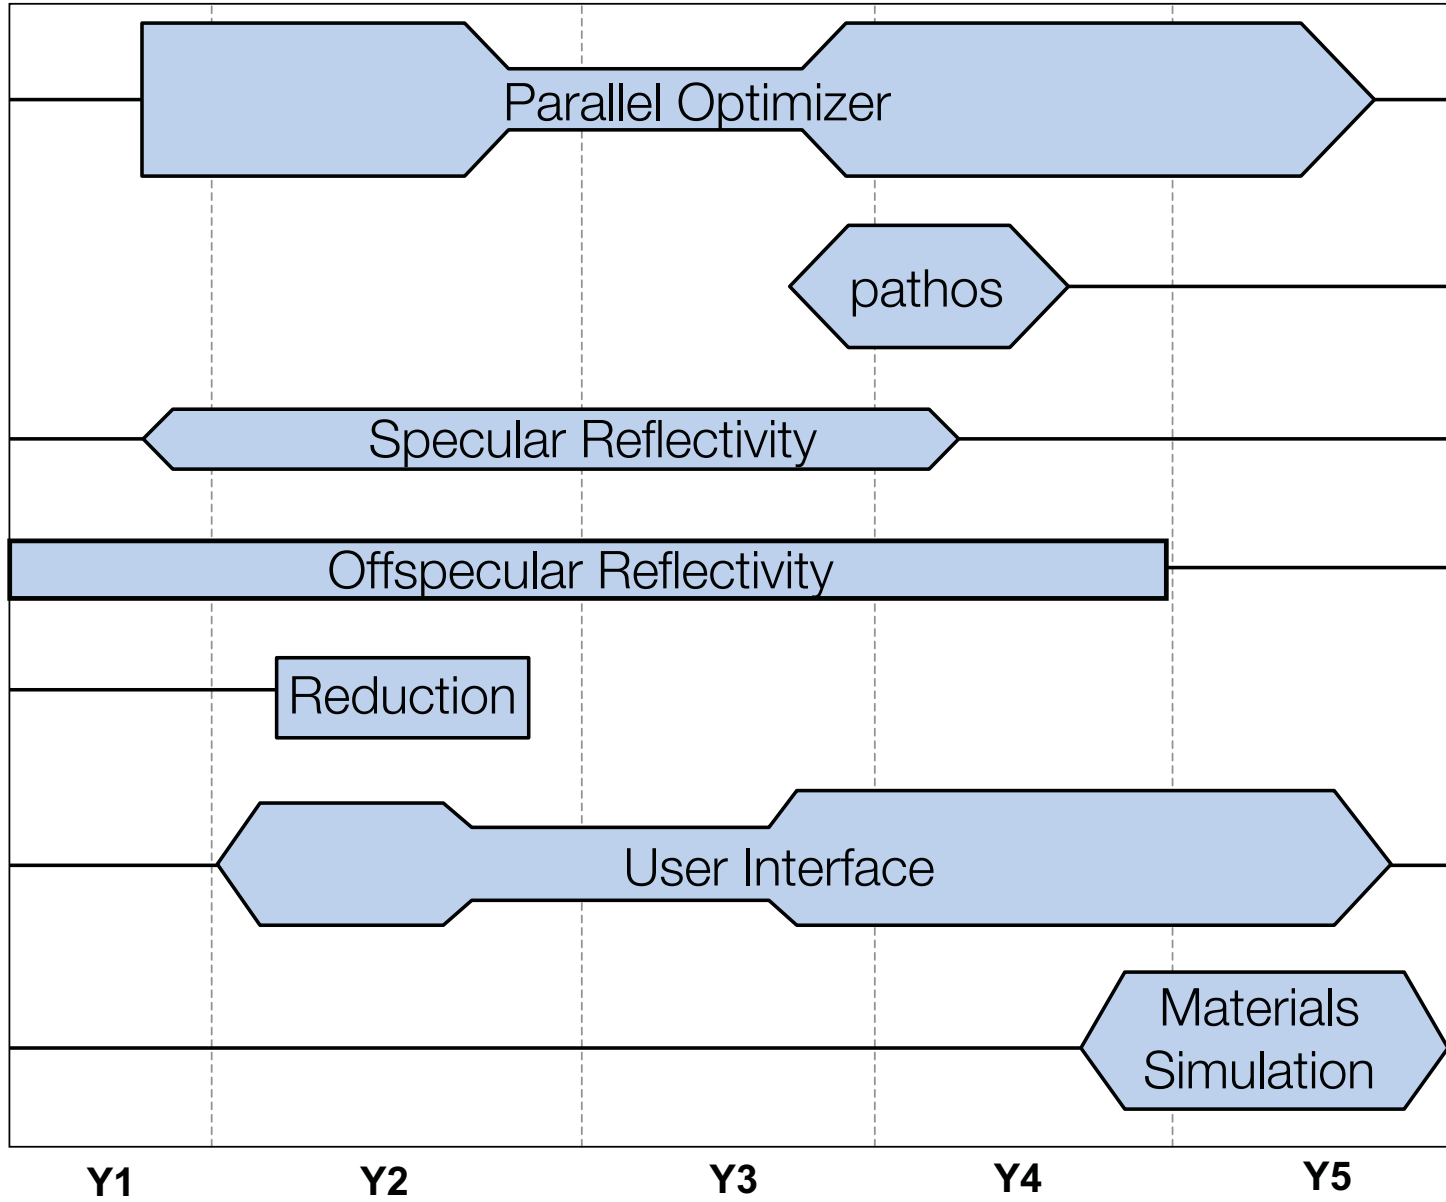 Parallel Optimizer
pathos
Specular Reflectivity
Offspecular Reflectivity
Reduction
User Interface
Materials
Simulation
Y1 Y2 Y3 Y4 Y5